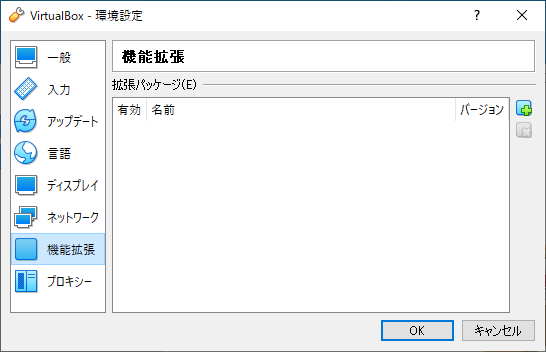 VirtualBox - 環境設定
?
一般
入力
アップデート
言語
ディスプレイ
ネットワーク
機能拡張
プロキシー
機能拡張
拡張パッケージ(E)
有効 名前 バージョン
OK キャンセル